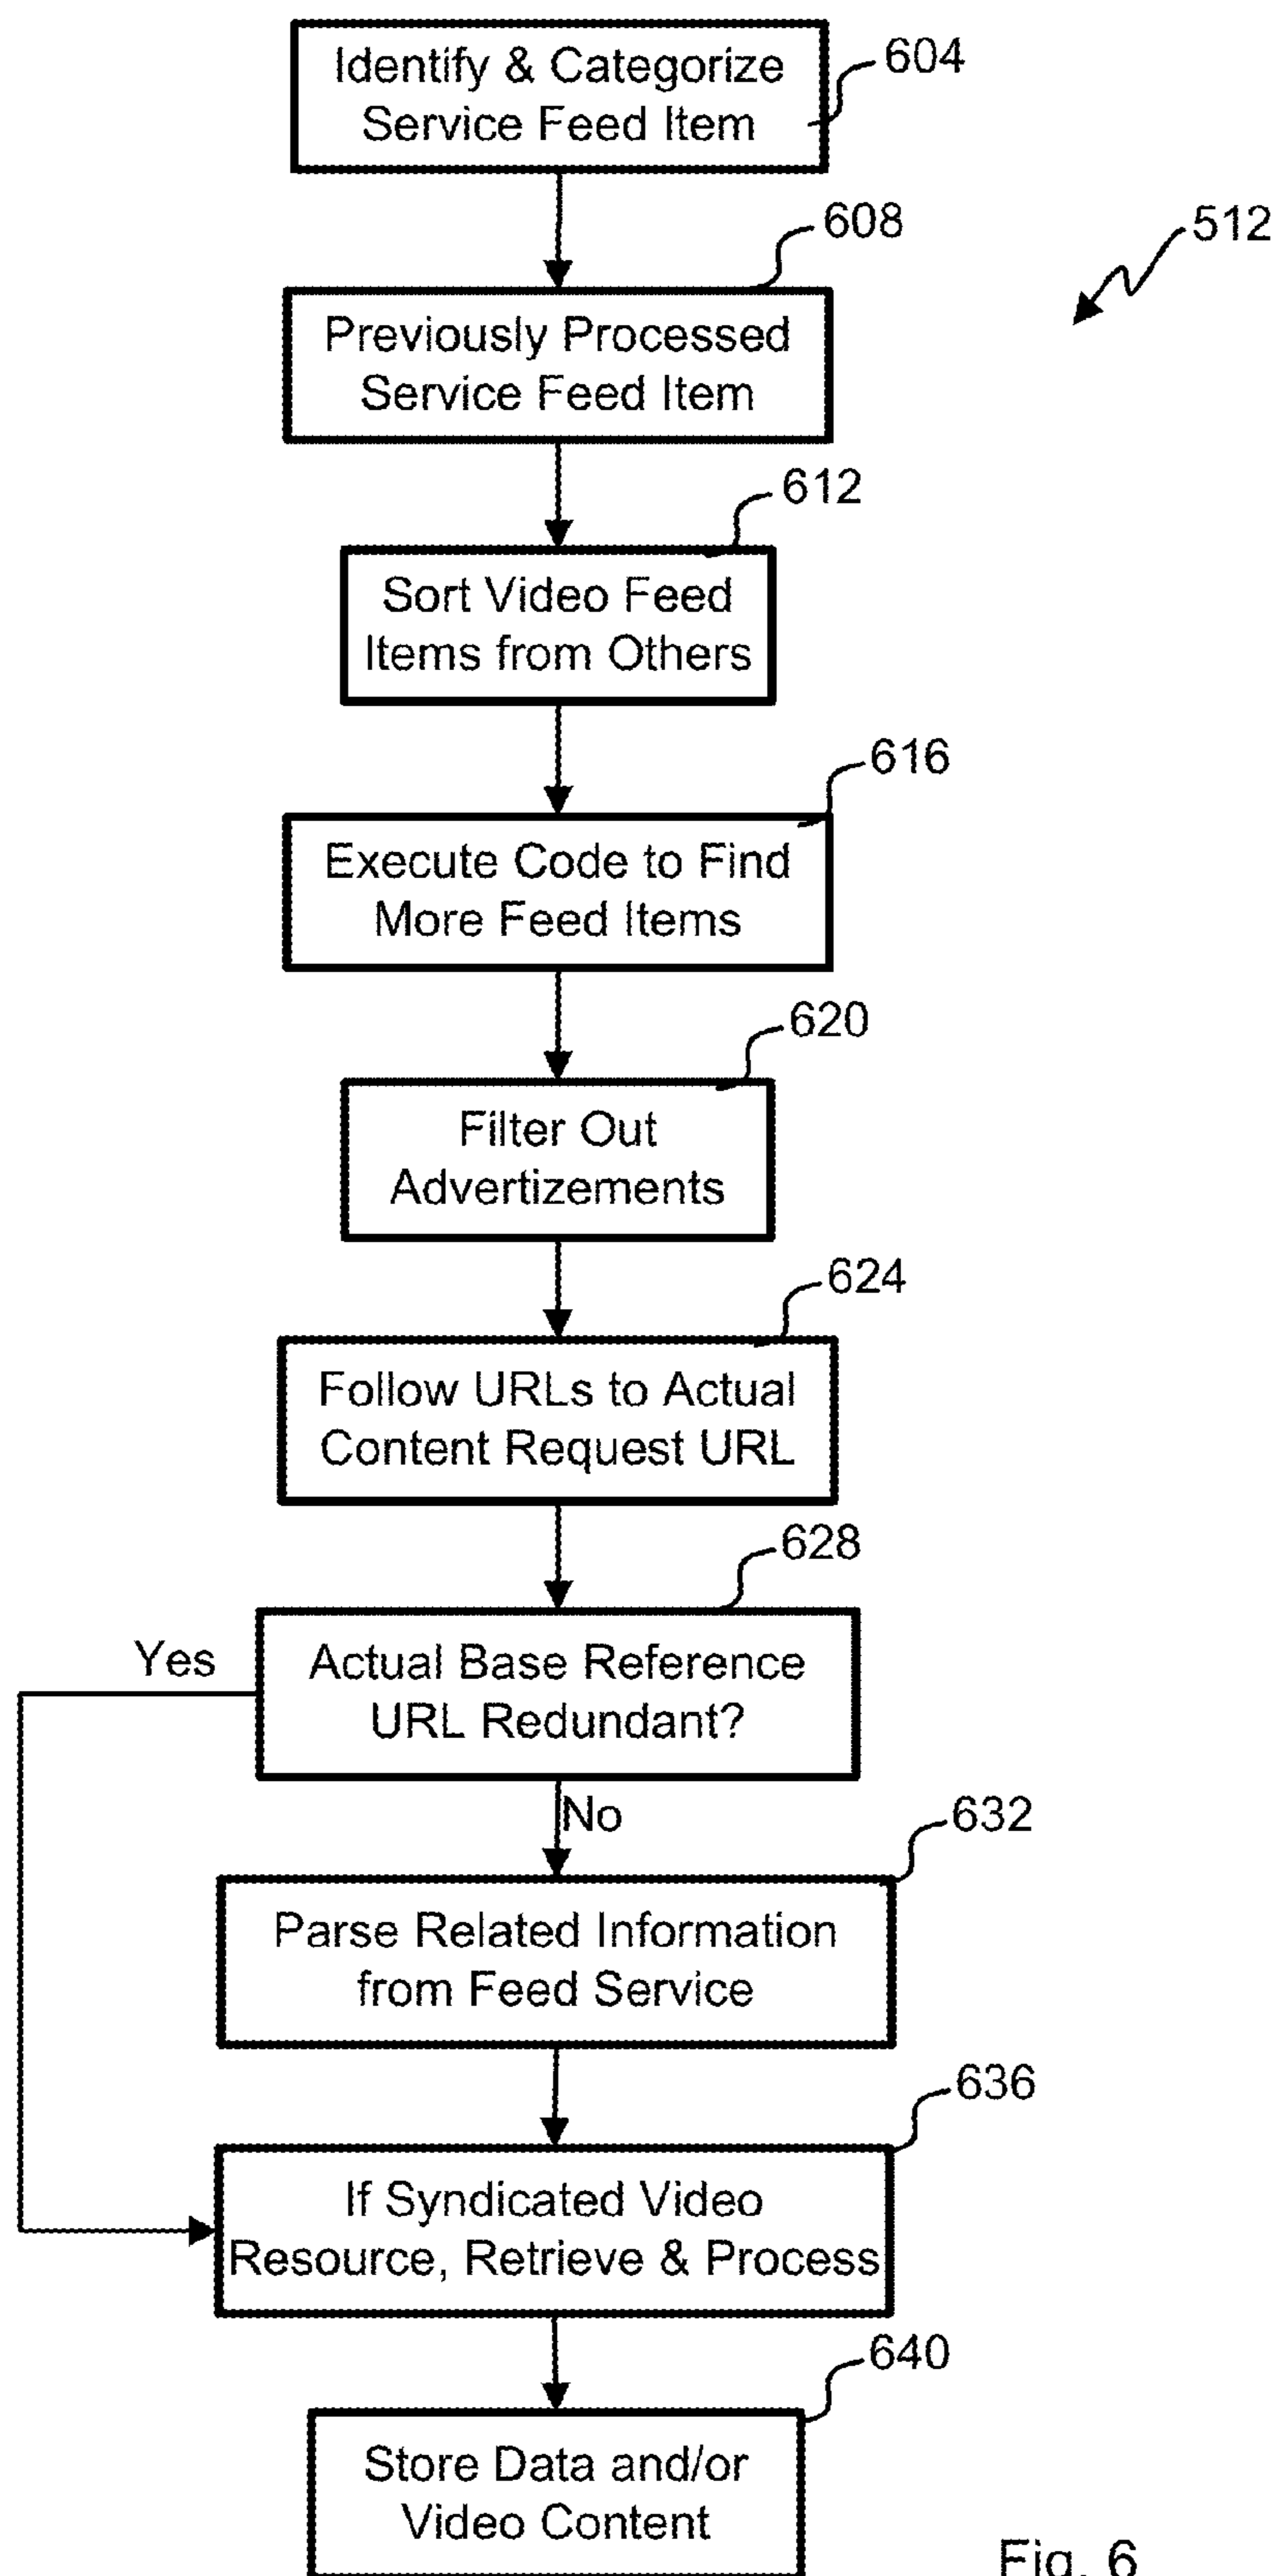 Identify & Categorize
Service Feed Item
604
608
512
Previously Processed
Service Feed Item
612
Sort Video Feed
Items from Others
616
Execute Code to Find
More Feed Items
620
Filter Out
Advertizements
624
Follow URLs to Actual
Content Request URL
628
Yes
Actual Base Reference
URL Redundant?
No
632
Parse Related Information
from Feed Service
636
If Syndicated Video
Resource, Retrieve & Process
640
Store Data and/or
Video Content
Fig. 6